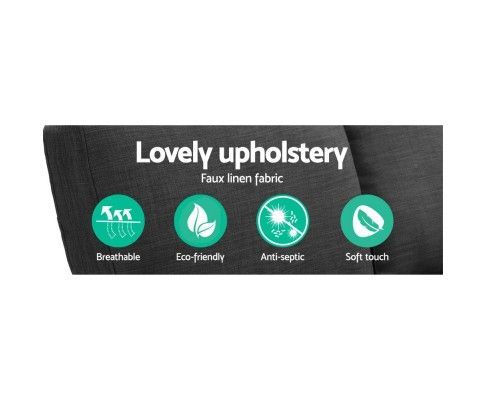 Lovely upholstery
Faux linen fabric
Breathable Eco-friendly Anti-septic Soft touch